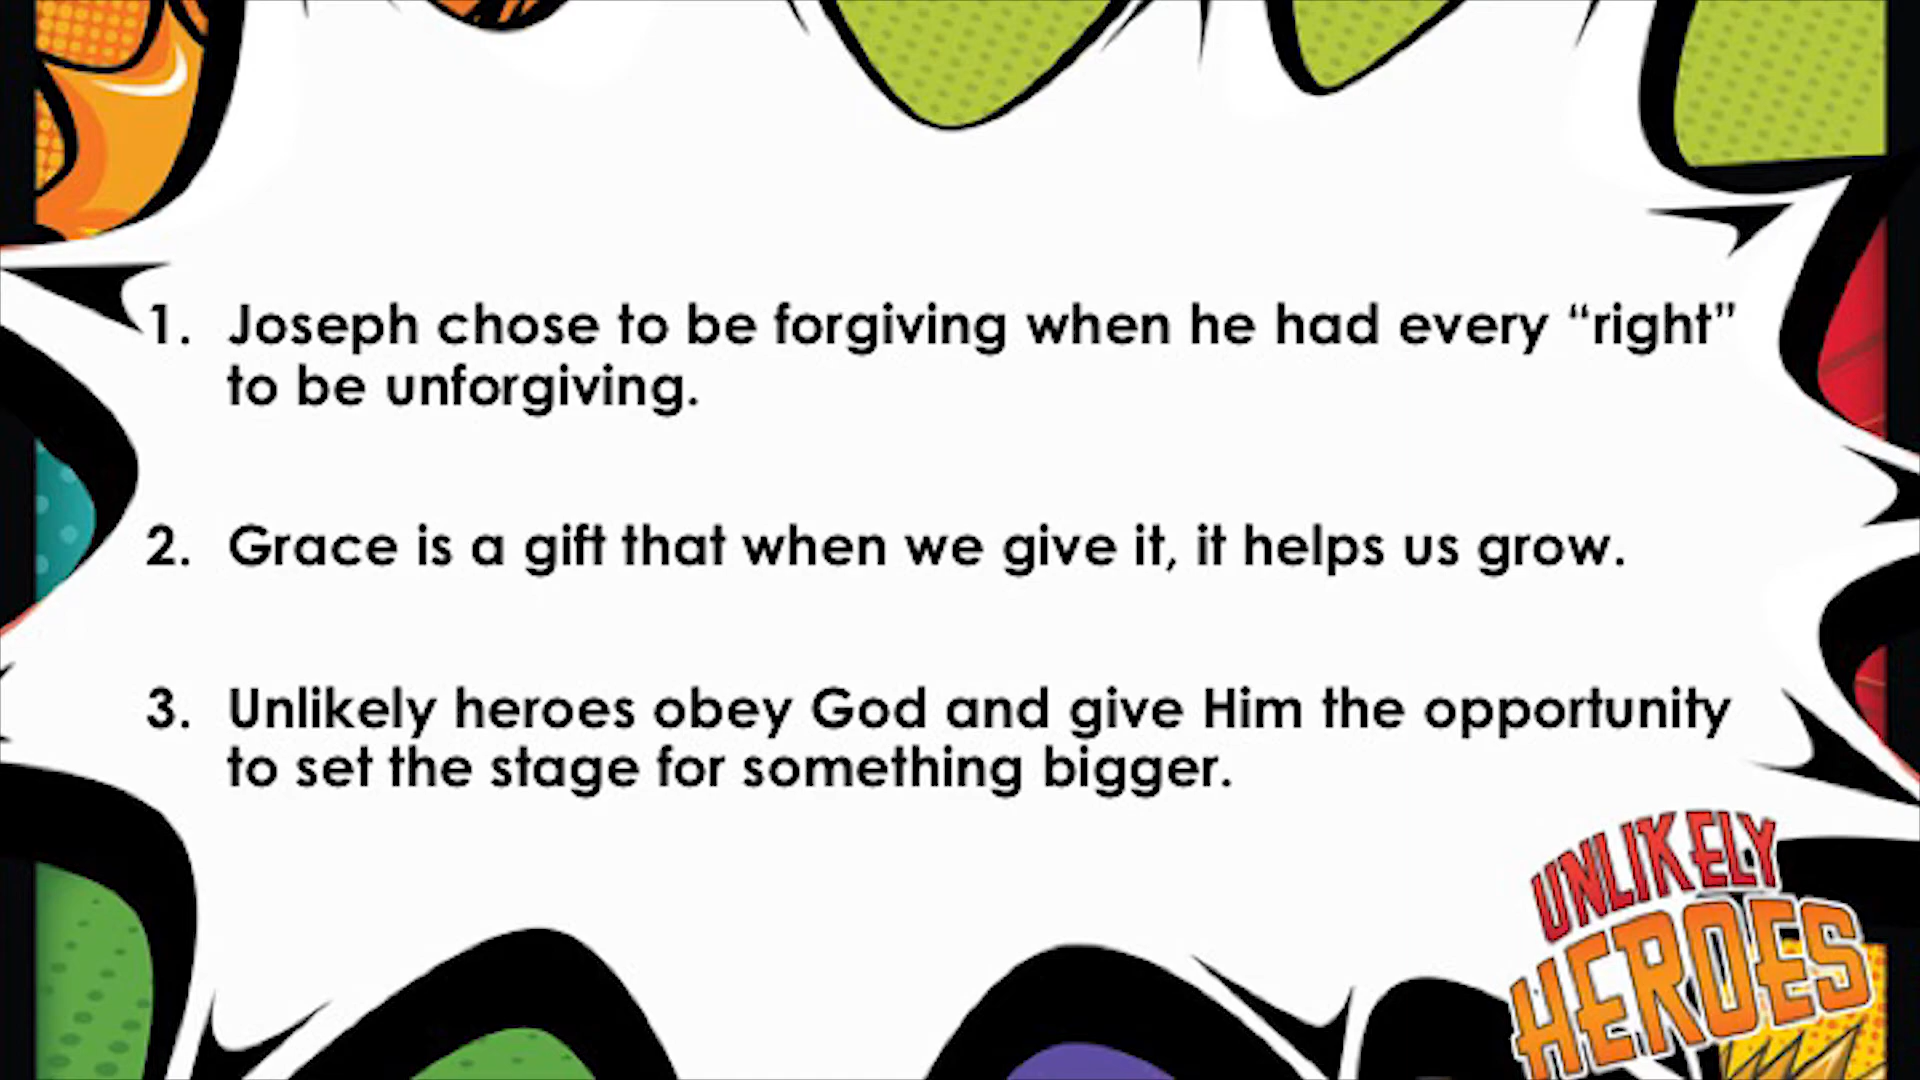 1. Joseph chose to be forgiving when he had every “right”
to be unforgiving.
2. Grace is a gift that when we give it, it helps us grow.
3. Unlikely heroes obey God and give Him the opportunity
to set the stage for something bigger.
UNLIKELY
HEROES